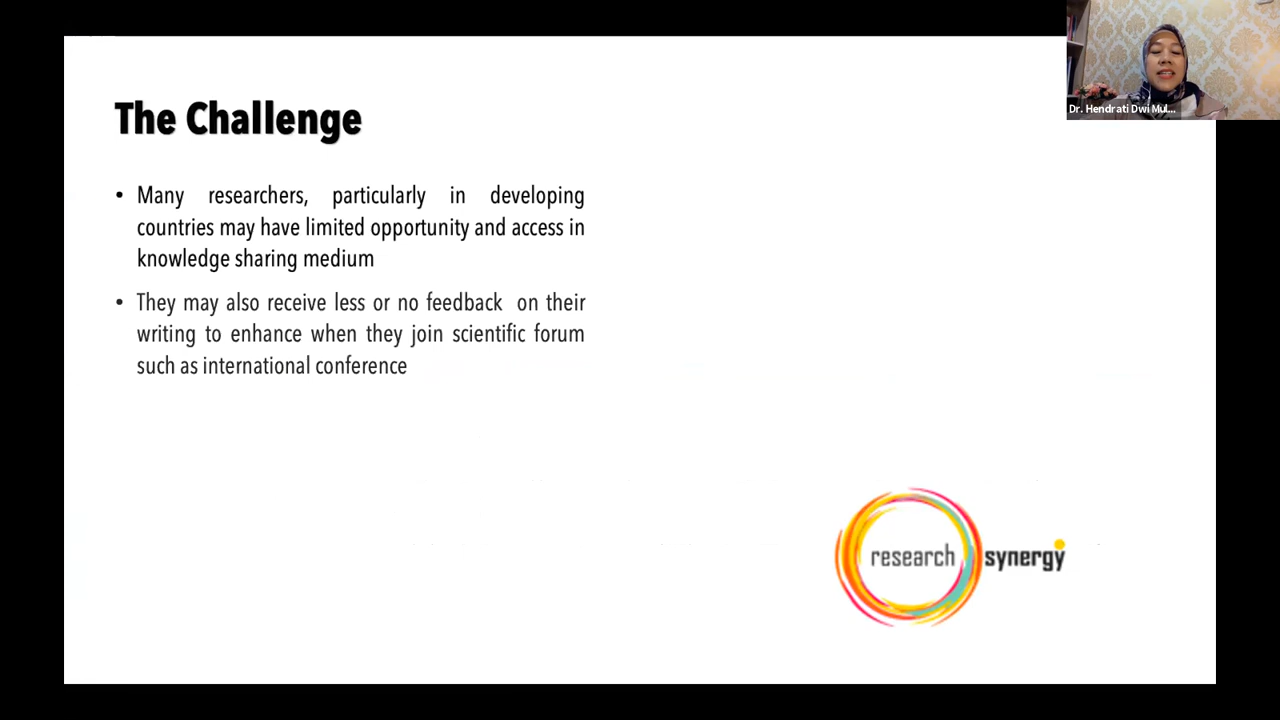 The Challenge
• Many researchers, particularly in developing
countries may have limited opportunity and access in
knowledge sharing medium
• They may also receive less or no feedback on their
writing to enhance when they join scientific forum
such as international conference
Dr. Hendrati Dwi Mul...
research synergy